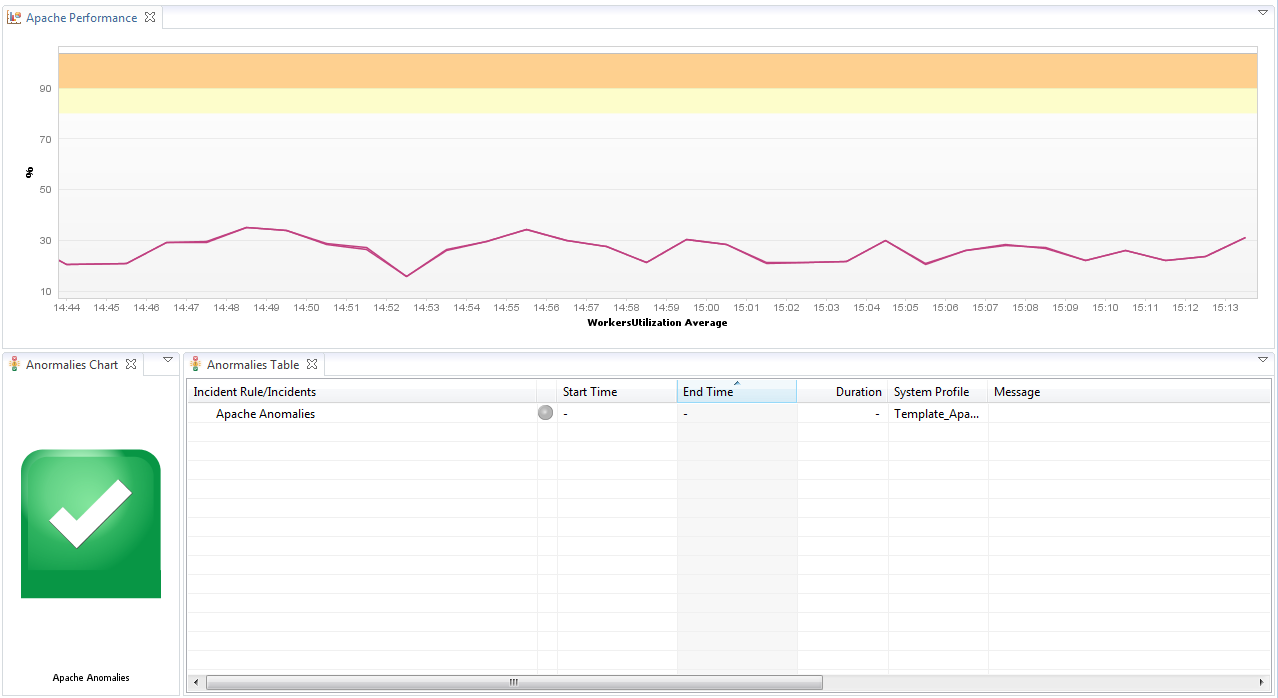 Apache Performance
90
70
%
50
30
10
14:44 14:45 14:46 14:47 14:48 14:49 14:50 14:51 14:52 14:53 14:54 14:55 14:56 14:57 14:58 14:59 15:00 15:01 15:02 15:03 15:04 15:05 15:06 15:07 15:08 15:09 15:10 15:11 15:12 15:13
WorkersUtilization Average
Anormalies Chart
Apache Anomalies
Anormalies Table
Incident Rule/Incidents Start Time End Time Duration System Profile Message
Apache Anomalies - - - Template_Apa...